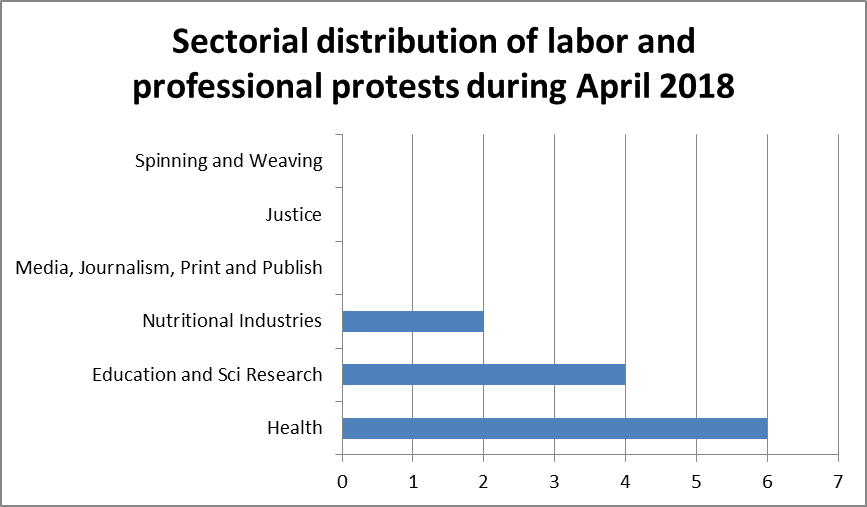 Sectorial distribution of labor and
professional protests during April 2018
Spinning and Weaving
Justice
Media, Journalism, Print and Publish
Nutritional Industries
Education and Sci Research
Health
0 1 2 3 4 5 6 7